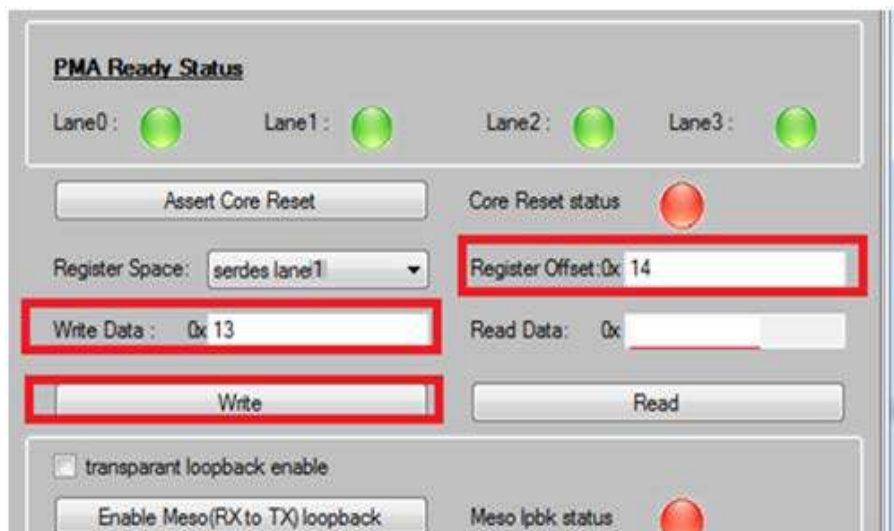 PMA Ready Status
Lane0 : Lane1 : Lane2 : Lane3 :
Assert Core Reset Core Reset status
Register Space: serdes lane1 Register Offset:0x 14
Write Data : 0x 13 Read Data: 0x
Write Read
transparant loopback enable
Enable Meso(RX to TX) loopback Meso lpbk status